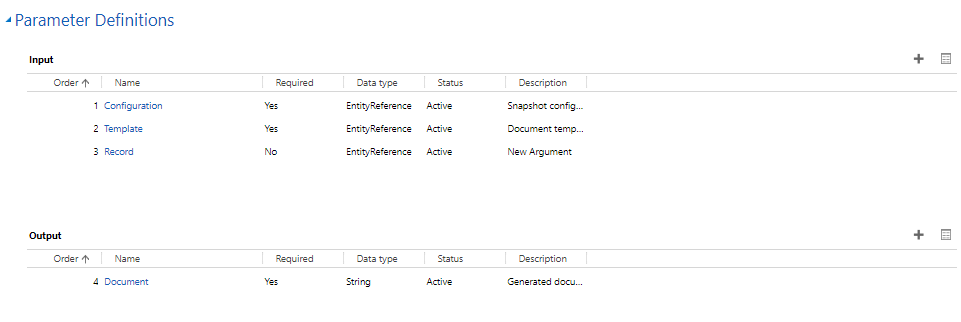 Parameter Definitions
Input
Order Name Required Data type Status Description
1 Configuration Yes EntityReference Active Snapshot config...
2 Template Yes EntityReference Active Document temp...
3 Record No EntityReference Active New Argument
Output
Order Name Required Data type Status Description
4 Document Yes String Active Generated docu...